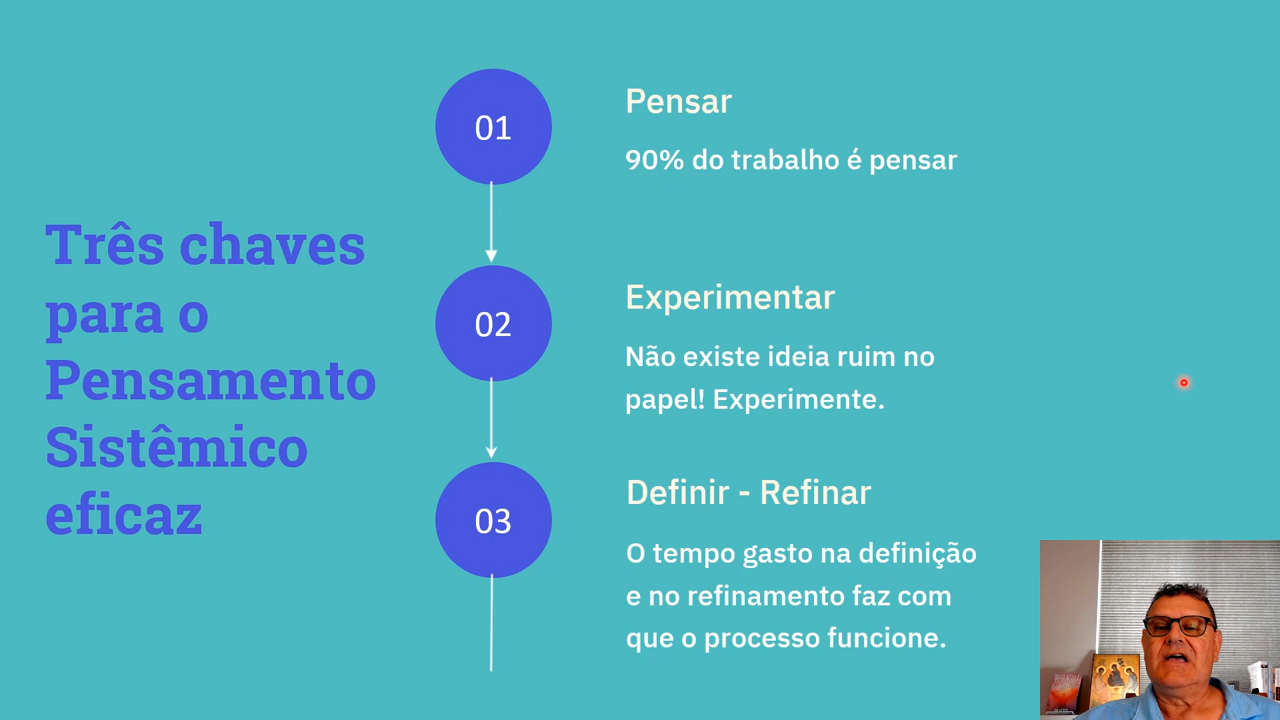 Três chaves
para o
Pensamento
Sistêmico
eficaz
01
Pensar
90% do trabalho é pensar
02
Experimentar
Não existe ideia ruim no
papel! Experimente.
03
Definir - Refinar
O tempo gasto na definição
e no refinamento faz com
que o processo funcione.